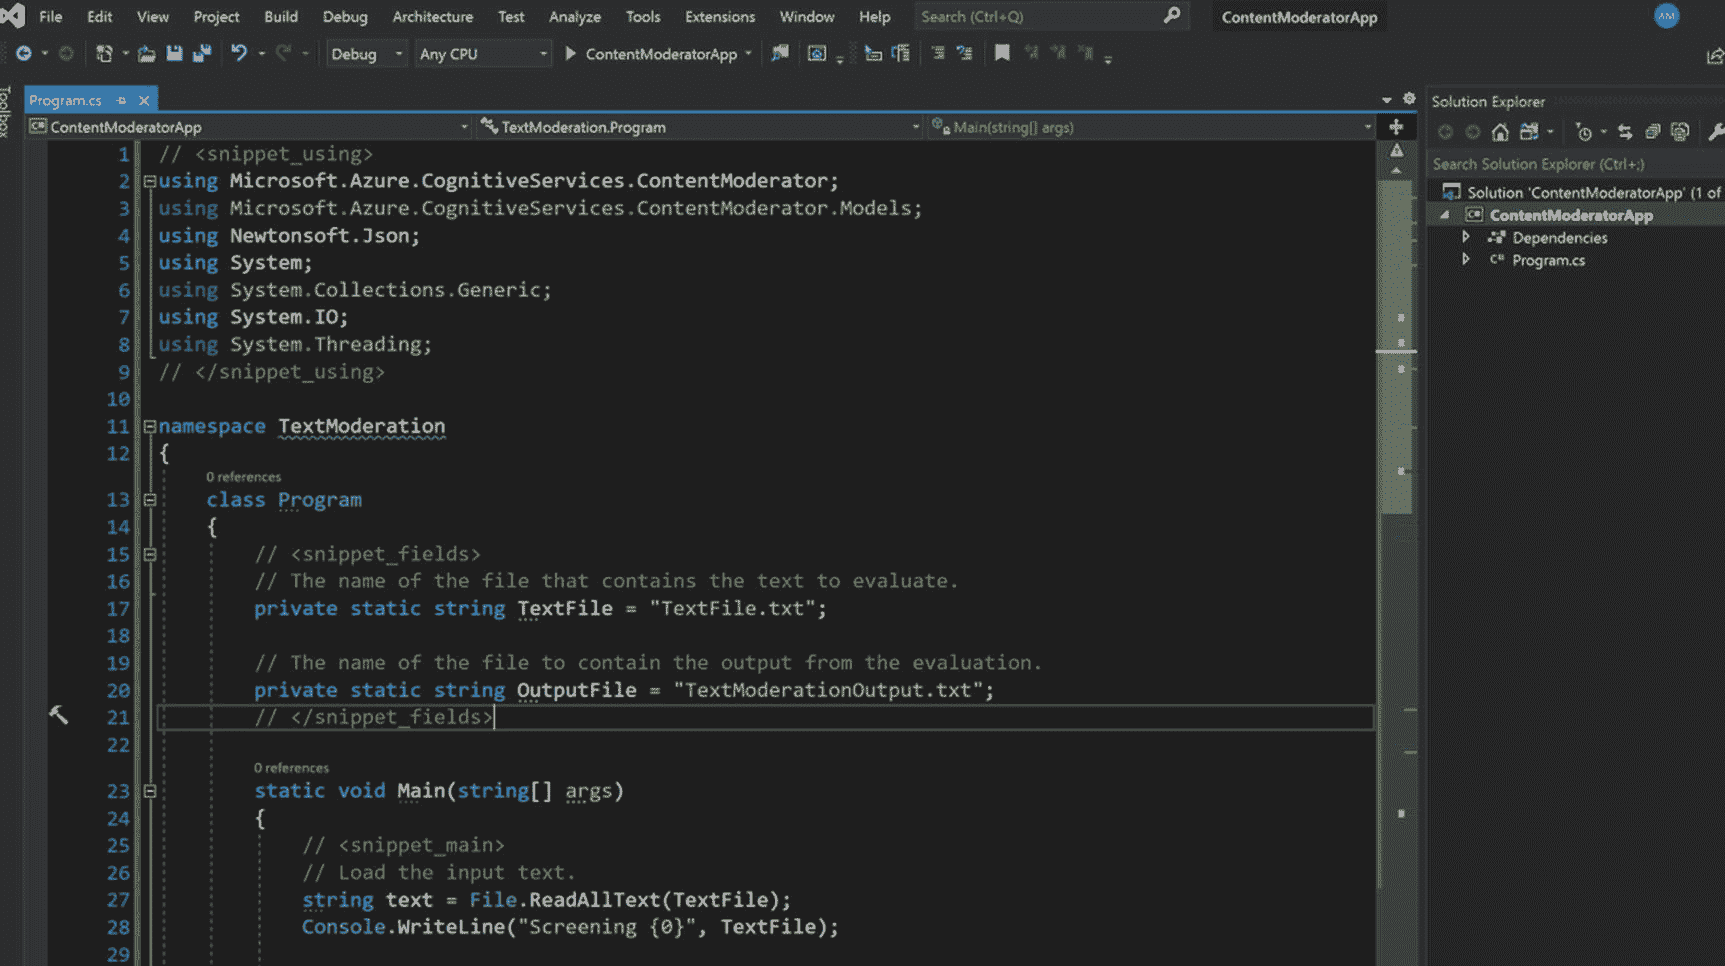 File Edit View Project Build Debug Architecture Test Analyze Tools Extensions Window Help Search (Ctrl+Q) ContentModeratorApp AM
Debug Any CPU ContentModeratorApp
Toolbox
Program.cs
ContentModeratorApp TextModeration.Program Main(string[] args)
1 // <snippet_using>
2 using Microsoft.Azure.CognitiveServices.ContentModerator;
3 using Microsoft.Azure.CognitiveServices.ContentModerator.Models;
4 using Newtonsoft.Json;
5 using System;
6 using System.Collections.Generic;
7 using System.IO;
8 using System.Threading;
9 // </snippet_using>
10
11 namespace TextModeration
12 {
0 references
13 class Program
14 {
15 // <snippet_fields>
16 // The name of the file that contains the text to evaluate.
17 private static string TextFile = "TextFile.txt";
18
19 // The name of the file to contain the output from the evaluation.
20 private static string OutputFile = "TextModerationOutput.txt";
21 // </snippet_fields>
22
0 references
23 static void Main(string[] args)
24 {
25 // <snippet_main>
26 // Load the input text.
27 string text = File.ReadAllText(TextFile);
28 Console.WriteLine("Screening {0}", TextFile);
29
Solution Explorer
Search Solution Explorer (Ctrl+;)
Solution 'ContentModeratorApp' (1 of
ContentModeratorApp
Dependencies
C# Program.cs